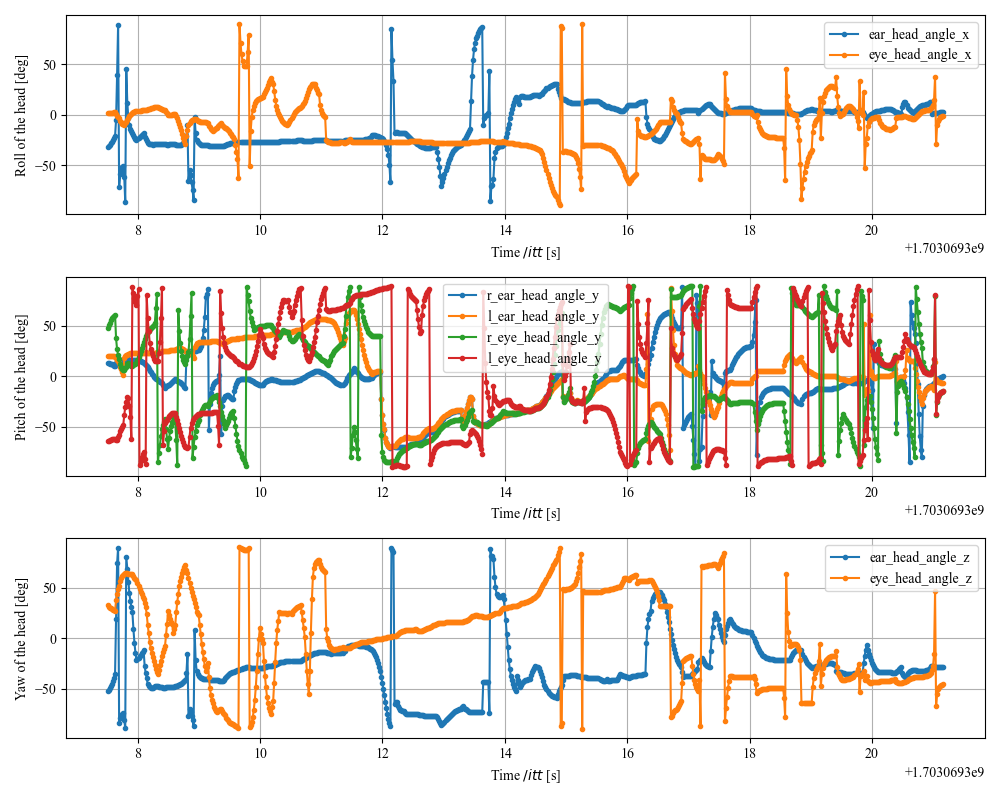 Roll of the head [deg]
50
0
−50
ear_head_angle_x
eye_head_angle_x
8 10 12 14 16 18 20
Time /itt [s]
+1.7030693e9
Pitch of the head [deg]
50
0
−50
r_ear_head_angle_y
l_ear_head_angle_y
r_eye_head_angle_y
l_eye_head_angle_y
8 10 12 14 16 18 20
Time /itt [s]
+1.7030693e9
Yaw of the head [deg]
50
0
−50
ear_head_angle_z
eye_head_angle_z
8 10 12 14 16 18 20
Time /itt [s]
+1.7030693e9